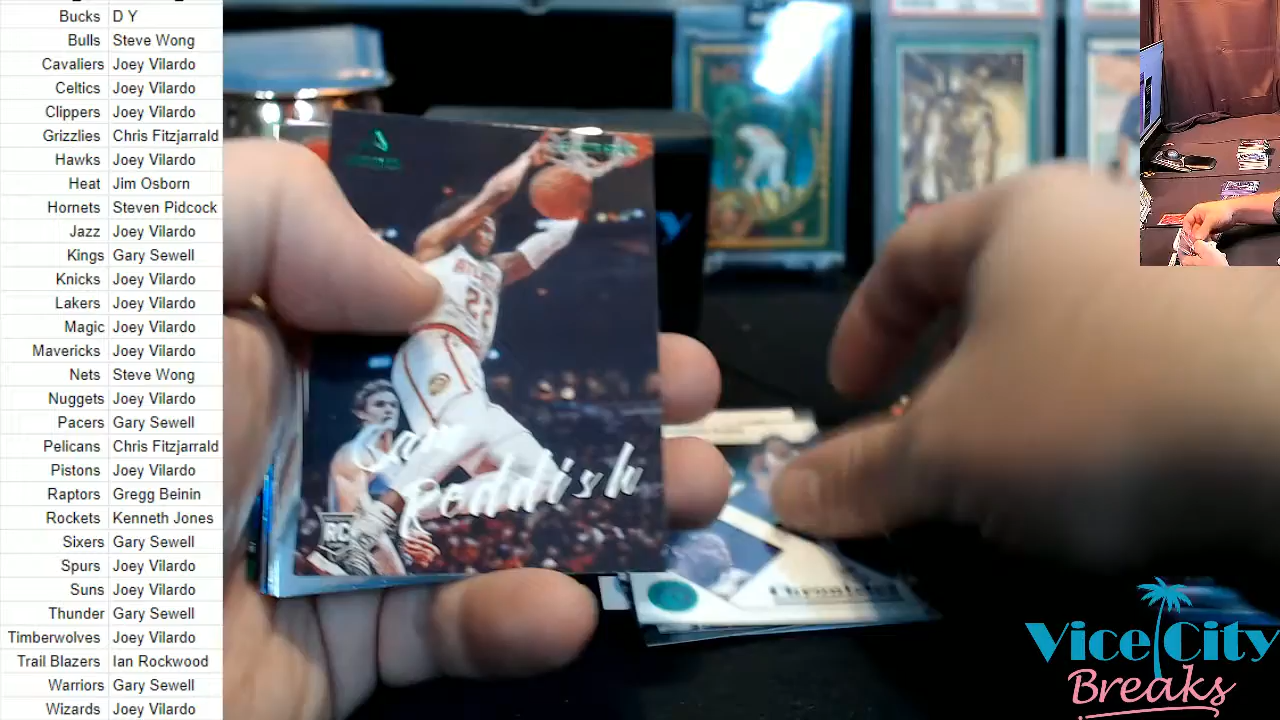 Bucks D Y
Bulls Steve Wong
Cavaliers Joey Vilardo
Celtics Joey Vilardo
Clippers Joey Vilardo
Grizzlies Chris Fitzjarrald
Hawks Joey Vilardo
Heat Jim Osborn
Hornets Steven Pidcock
Jazz Joey Vilardo
Kings Gary Sewell
Knicks Joey Vilardo
Lakers Joey Vilardo
Magic Joey Vilardo
Mavericks Joey Vilardo
Nets Steve Wong
Nuggets Joey Vilardo
Pacers Gary Sewell
Pelicans Chris Fitzjarrald
Pistons Joey Vilardo
Raptors Gregg Beinin
Rockets Kenneth Jones
Sixers Gary Sewell
Spurs Joey Vilardo
Suns Joey Vilardo
Thunder Gary Sewell
Timberwolves Joey Vilardo
Trail Blazers Ian Rockwood
Warriors Gary Sewell
Wizards Joey Vilardo
ATLANTA
22
Cam
Reddish
RC
Chronicles
Vice City
Breaks